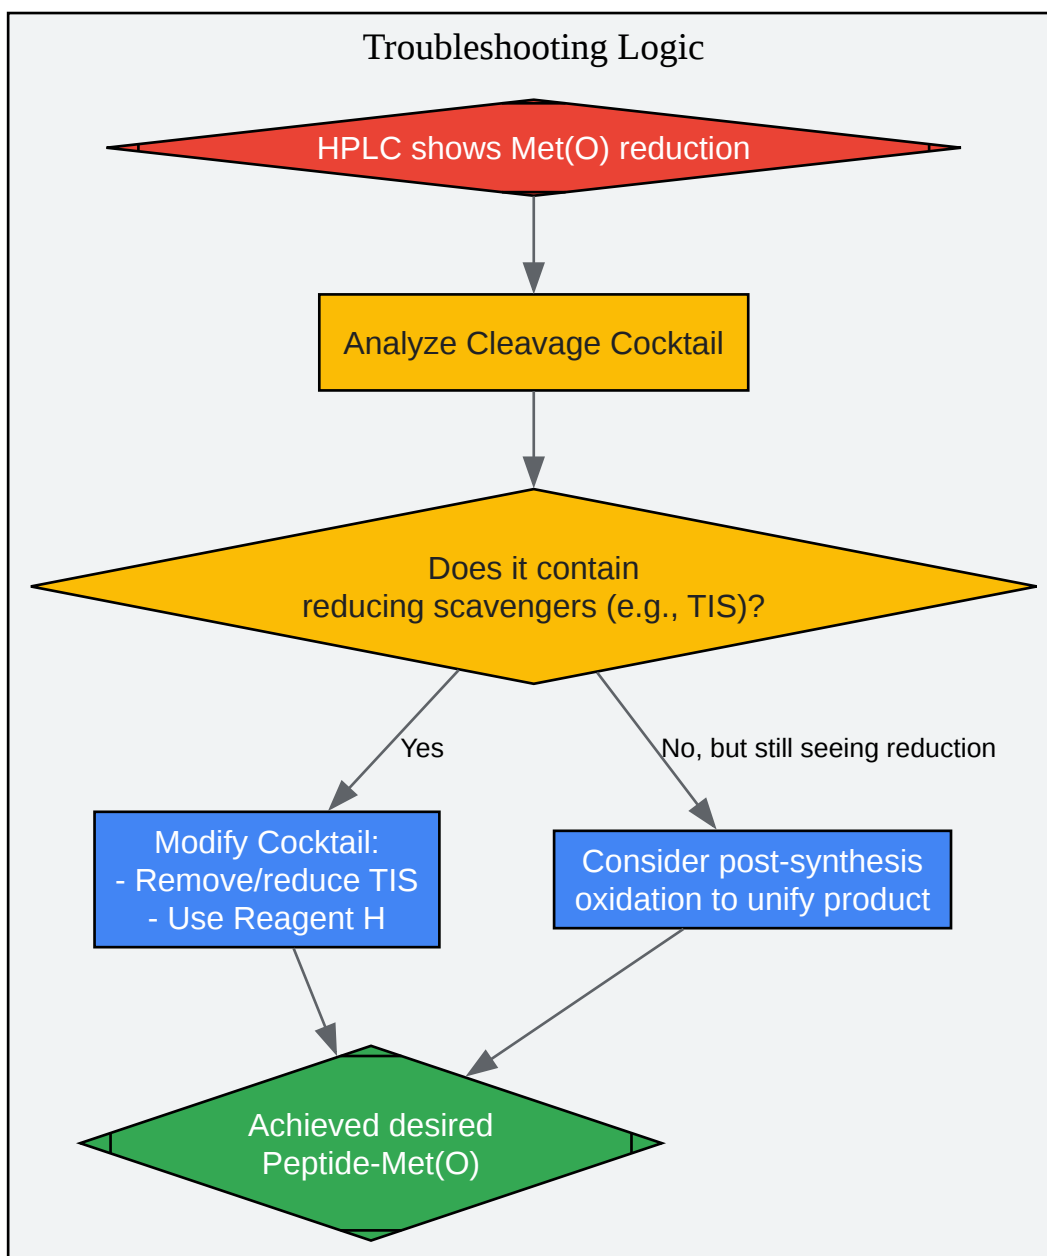 Troubleshooting Logic
HPLC shows Met(O) reduction
Analyze Cleavage Cocktail
Does it contain
reducing scavengers (e.g., TIS)?
Yes
No, but still seeing reduction
Modify Cocktail:
- Remove/reduce TIS
- Use Reagent H
Consider post-synthesis
oxidation to unify product
Achieved desired
Peptide-Met(O)